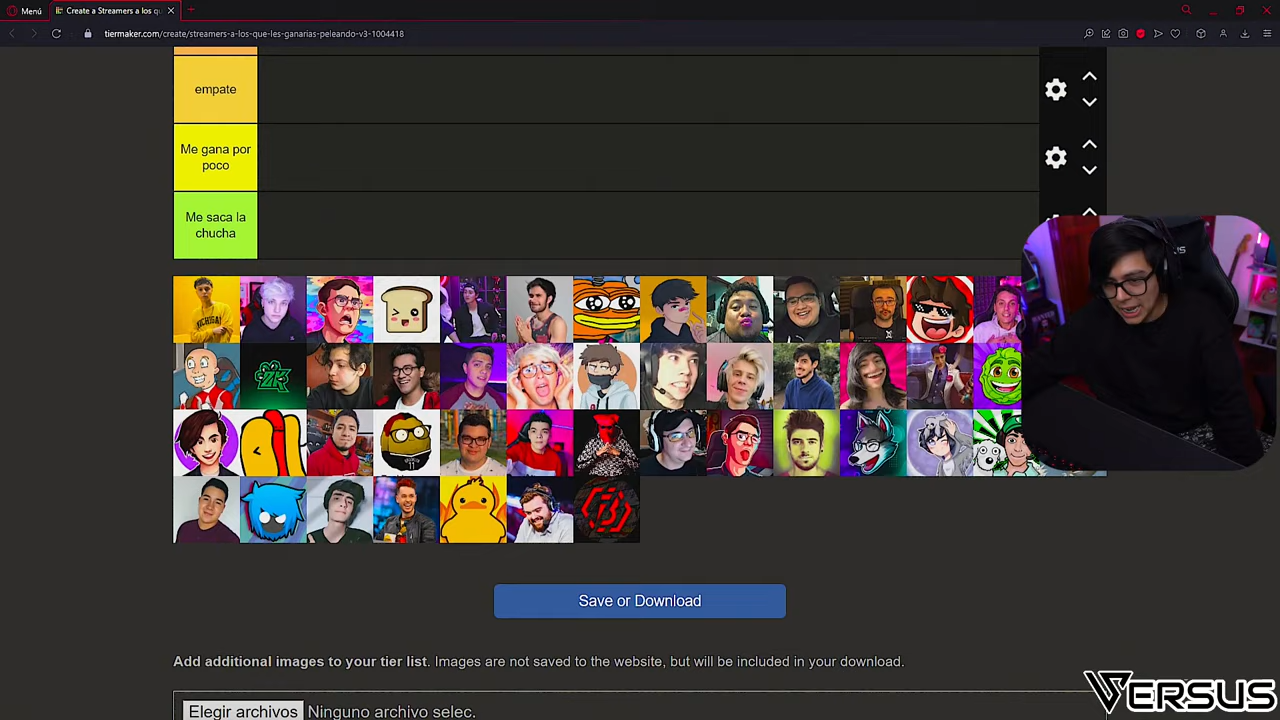 Menú
Create a Streamers a los qu
tiermaker.com/create/streamers-a-los-que-les-ganarias-peleando-v3-1004418
empate
Me gana por
poco
Me saca la
chucha
MICHIGAN
ZK
Save or Download
Add additional images to your tier list. Images are not saved to the website, but will be included in your download.
Elegir archivos Ninguno archivo selec.
VERSUS